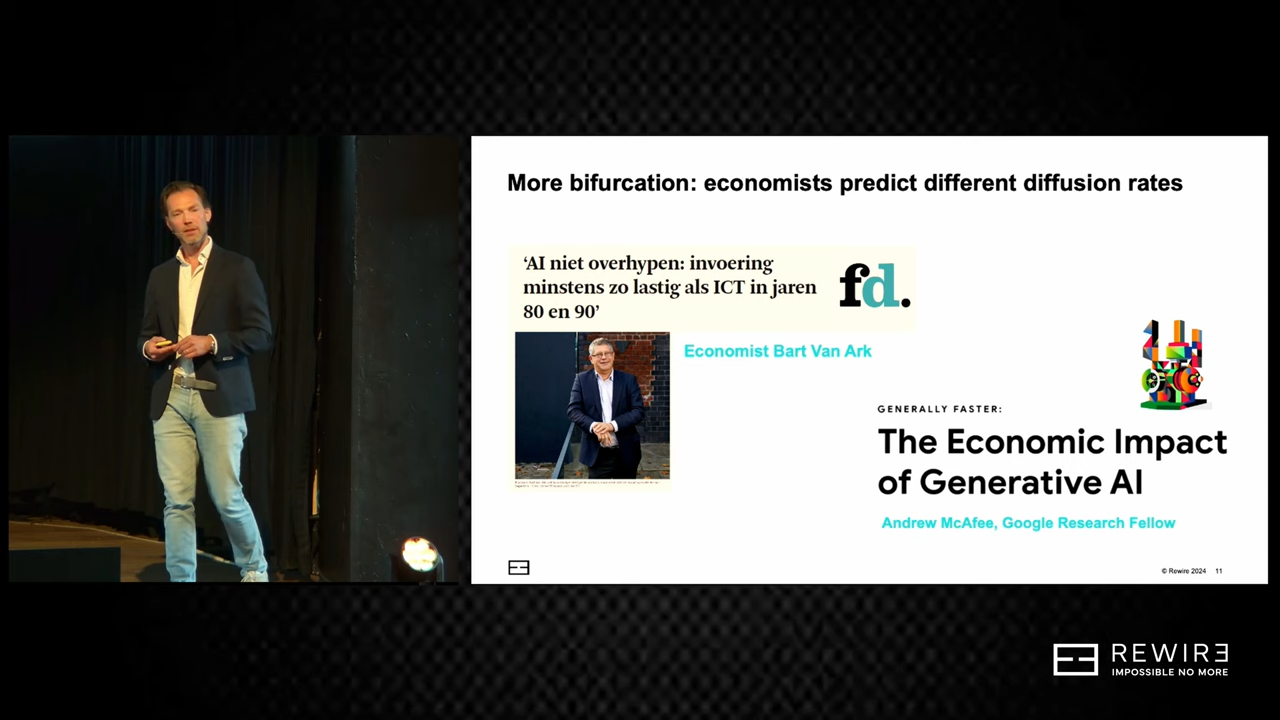 More bifurcation: economists predict different diffusion rates
‘AI niet overhypen: invoering
minstens zo lastig als ICT in jaren
80 en 90’
fd.
Economist Bart Van Ark
GENERALLY FASTER:
The Economic Impact
of Generative AI
Andrew McAfee, Google Research Fellow
© Rewire 2024 11
REWIRE
IMPOSSIBLE NO MORE